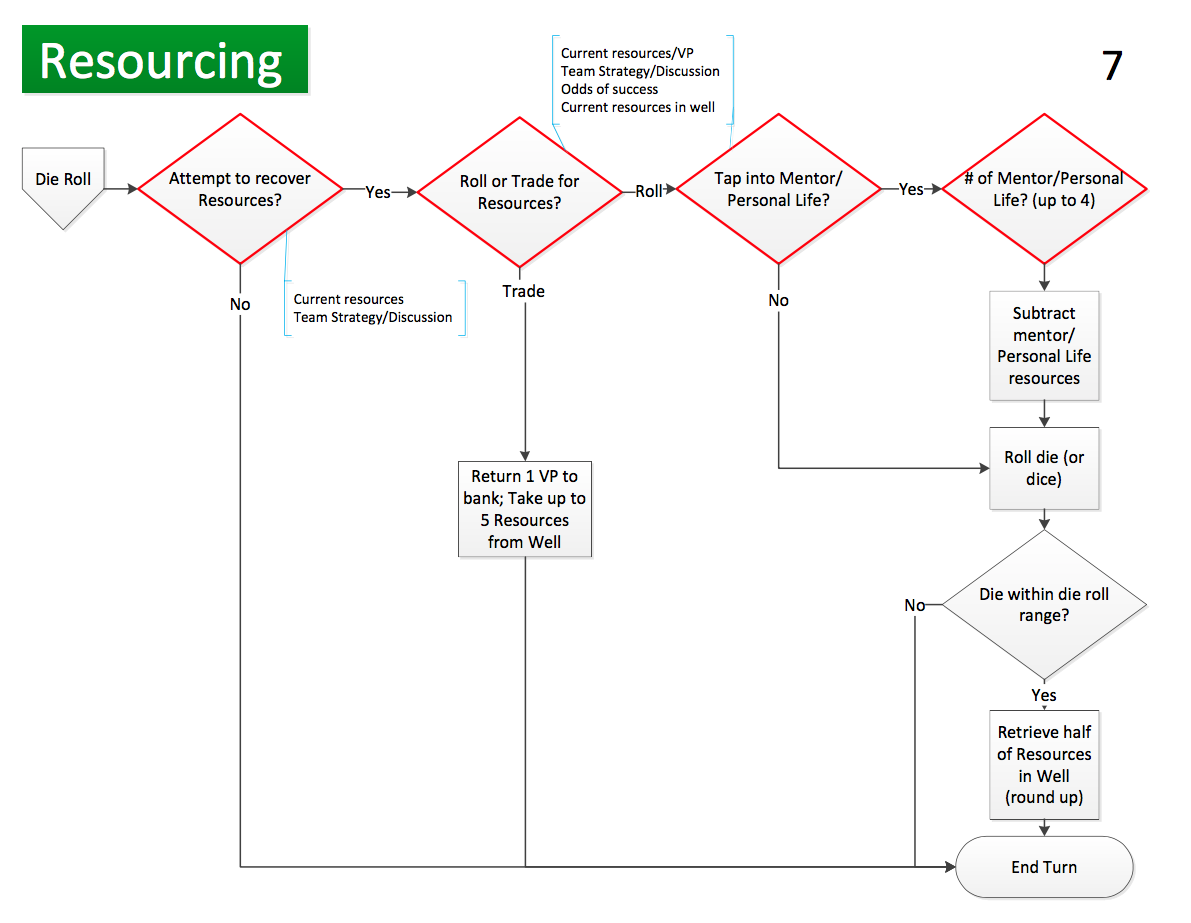 Resourcing
7
Current resources/VP
Team Strategy/Discussion
Odds of success
Current resources in well
Die Roll
Attempt to recover
Resources?
Yes
Roll or Trade for
Resources?
Roll
Tap into Mentor/
Personal Life?
Yes
# of Mentor/Personal
Life? (up to 4)
No
Current resources
Team Strategy/Discussion
Trade
No
Subtract
mentor/
Personal Life
resources
Roll die (or
dice)
Return 1 VP to
bank; Take up to
5 Resources
from Well
Die within die roll
range?
No
Yes
Retrieve half
of Resources
in Well
(round up)
End Turn